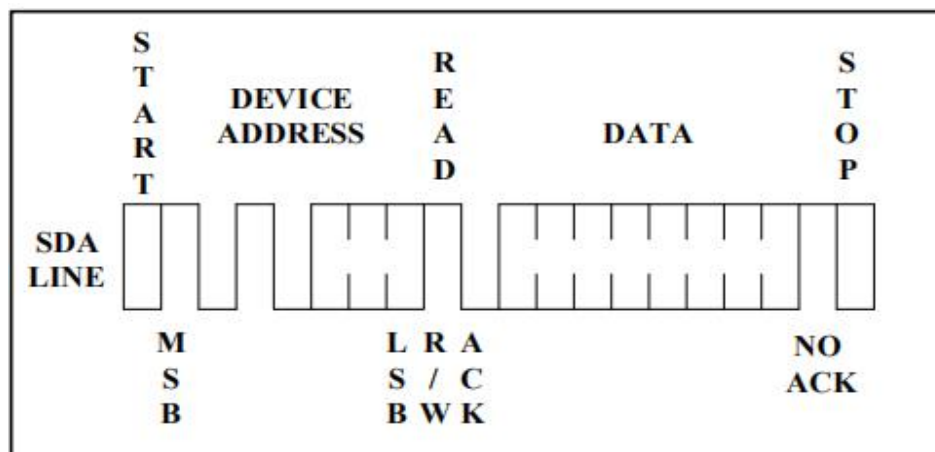 START
DEVICE
ADDRESS
READ
DATA
STOP
SDA
LINE
MSB
LSB
R/W
ACK
NO
ACK